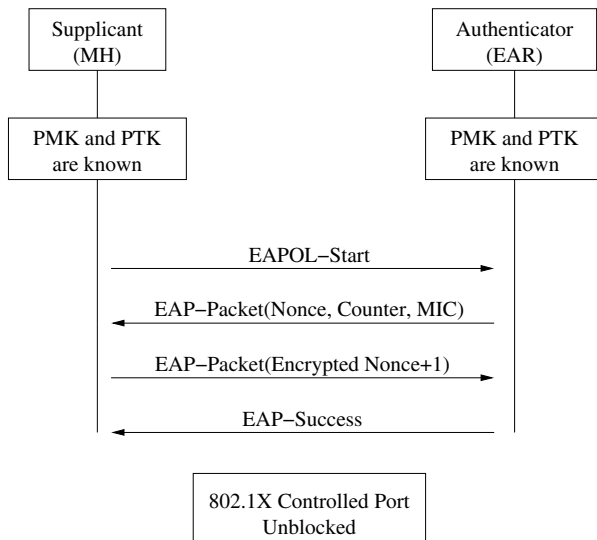 Supplicant
(MH)
Authenticator
(EAR)
PMK and PTK
are known
PMK and PTK
are known
EAPOL−Start
EAP−Packet(Nonce, Counter, MIC)
EAP−Packet(Encrypted Nonce+1)
EAP−Success
802.1X Controlled Port
Unblocked